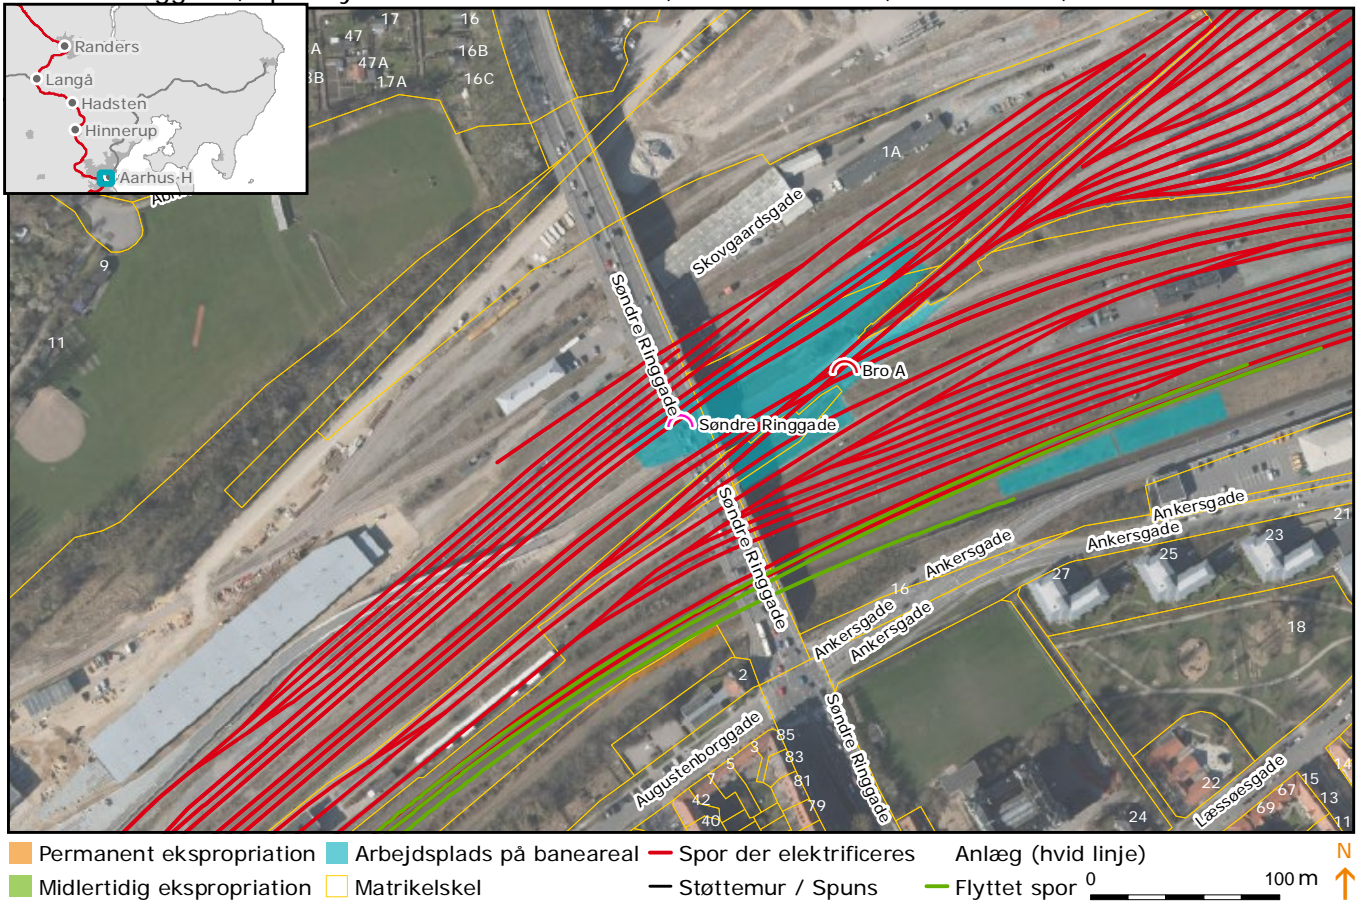 Randers
Langå
Hadsten
Hinnerup
Aarhus H
17
16
47
16B
47A
17A
16C
9
11
1A
Skovgaardsgade
Søndre Ringgade
Bro A
Søndre Ringgade
Søndre Ringgade
Ankersgade
Ankersgade
Ankersgade
Ankersgade
Ankersgade
16
21
23
25
27
18
2
Søndre Ringgade
Augustenborggade
85
3
83
5
7
81
42
79
40
Læssøesgade
14
15
22
67
13
69
24
11
Permanent ekspropriation
Arbejdsplads på baneareal
Spor der elektrificeres
Anlæg (hvid linje)
N
Midlertidig ekspropriation
Matrikelskel
Støttemur / Spuns
Flyttet spor
0
100 m